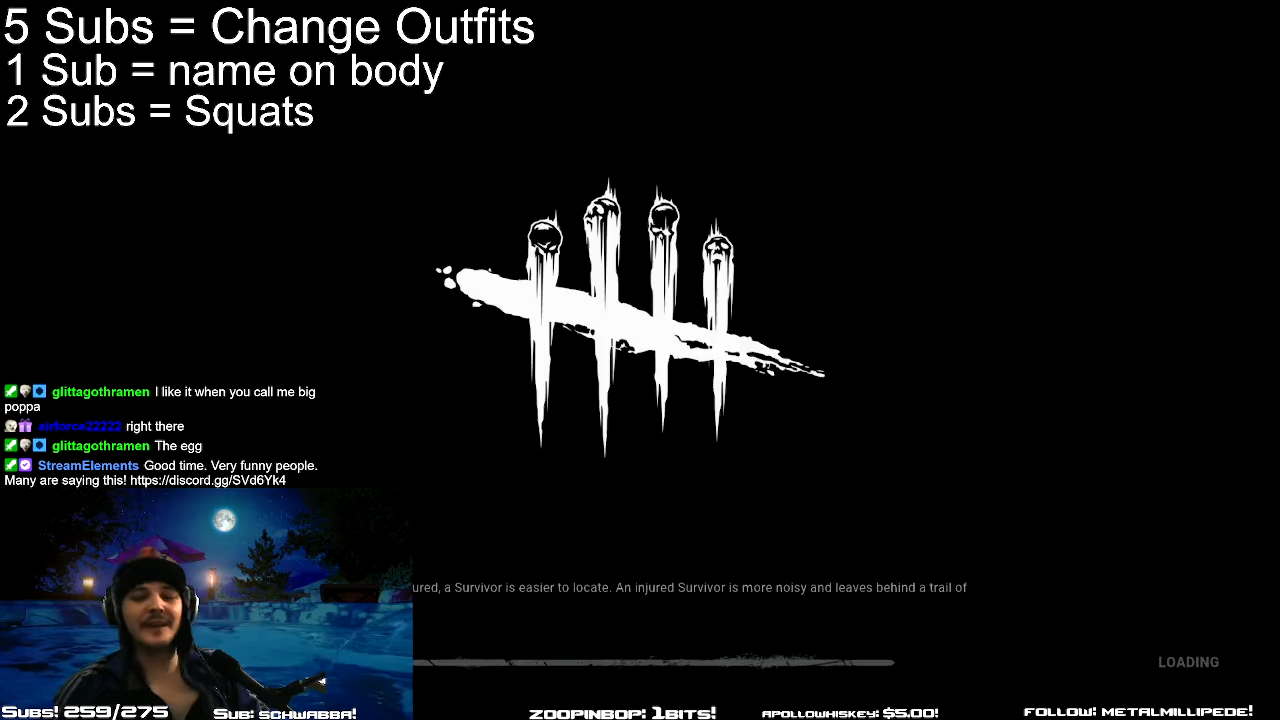 5 Subs = Change Outfits
1 Sub = name on body
2 Subs = Squats
glittagothramen I like it when you call me big
poppa
airforce22222 right there
glittagothramen The egg
StreamElements Good time. Very funny people.
Many are saying this! https://discord.gg/SVd6Yk4
ured, a Survivor is easier to locate. An injured Survivor is more noisy and leaves behind a trail of
LOADING
SUBS! 259/275
SUB: SCHWABBA!
ZOOPINBOP: 1BITS!
APOLLOWHISKEY: $5.00!
FOLLOW: METALMILLIPEDE!